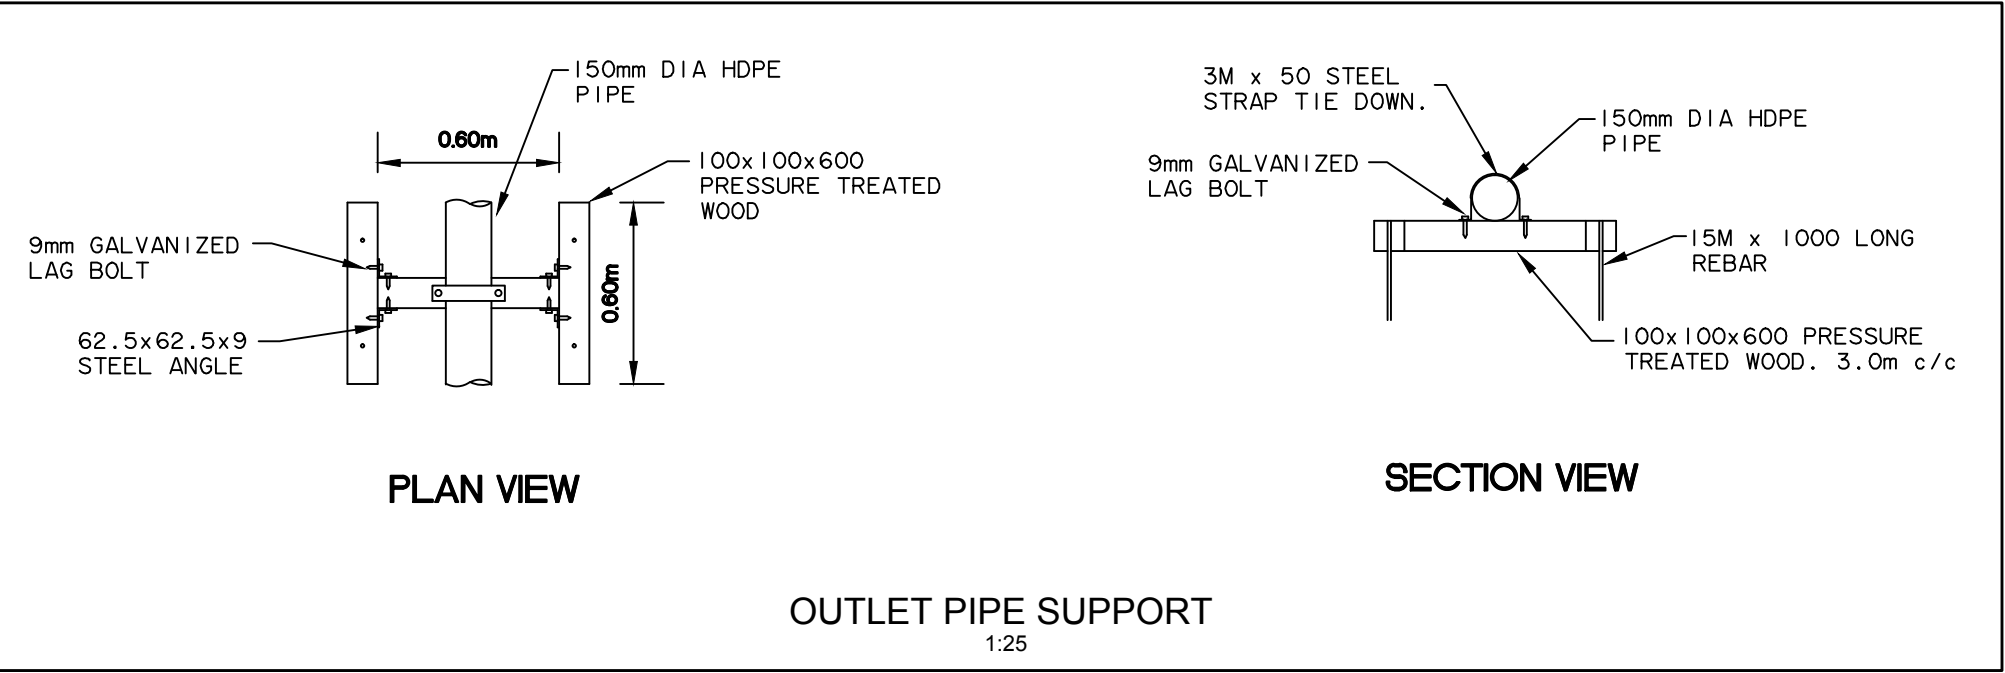 150mm DIA HDPE
PIPE
0.60m
100x100x600
PRESSURE TREATED
WOOD
9mm GALVANIZED
LAG BOLT
0.60m
62.5x62.5x9
STEEL ANGLE
PLAN VIEW
3M x 50 STEEL
STRAP TIE DOWN.
150mm DIA HDPE
PIPE
9mm GALVANIZED
LAG BOLT
15M x 1000 LONG
REBAR
100x100x600 PRESSURE
TREATED WOOD. 3.0m c/c
SECTION VIEW
OUTLET PIPE SUPPORT
1:25